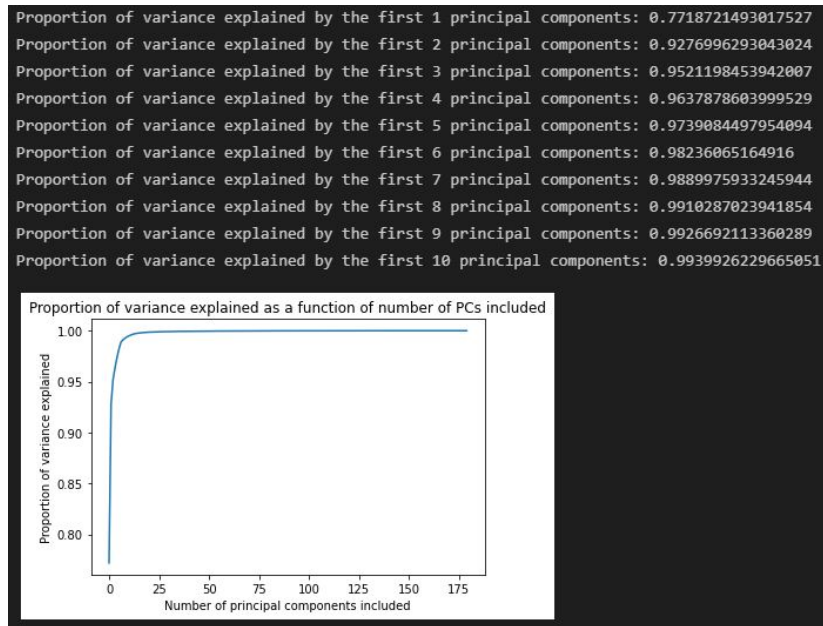 Proportion of variance explained by the first 1 principal components: 0.7718721493017527
Proportion of variance explained by the first 2 principal components: 0.9276996293043024
Proportion of variance explained by the first 3 principal components: 0.9521198453942007
Proportion of variance explained by the first 4 principal components: 0.9637878603999529
Proportion of variance explained by the first 5 principal components: 0.9739084497954094
Proportion of variance explained by the first 6 principal components: 0.98236065164916
Proportion of variance explained by the first 7 principal components: 0.9889975933245944
Proportion of variance explained by the first 8 principal components: 0.9910287023941854
Proportion of variance explained by the first 9 principal components: 0.9926692113360289
Proportion of variance explained by the first 10 principal components: 0.9939926229665051
Proportion of variance explained as a function of number of PCs included
Proportion of variance explained
1.00
0.95
0.90
0.85
0.80
0 25 50 75 100 125 150 175
Number of principal components included